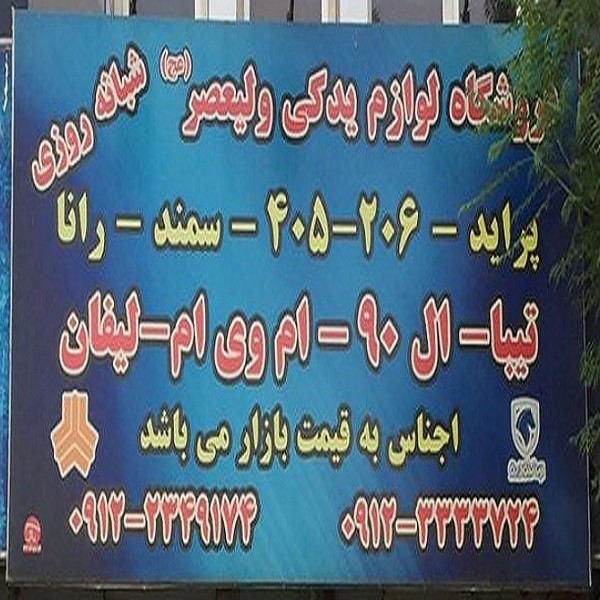 فروشگاه لوازم یدکی ولیعصر (عج) شبانه روزی
پراید - ۲۰۶-۴۰۵ - سمند - رانا
تیبا- ال ۹۰ - ام وی ام-لیفان
اجناس به قیمت بازار می باشد
۰۹۱۲-۳۳۳۳۷۲۴
۰۹۱۲-۲۳۴۹۱۷۴